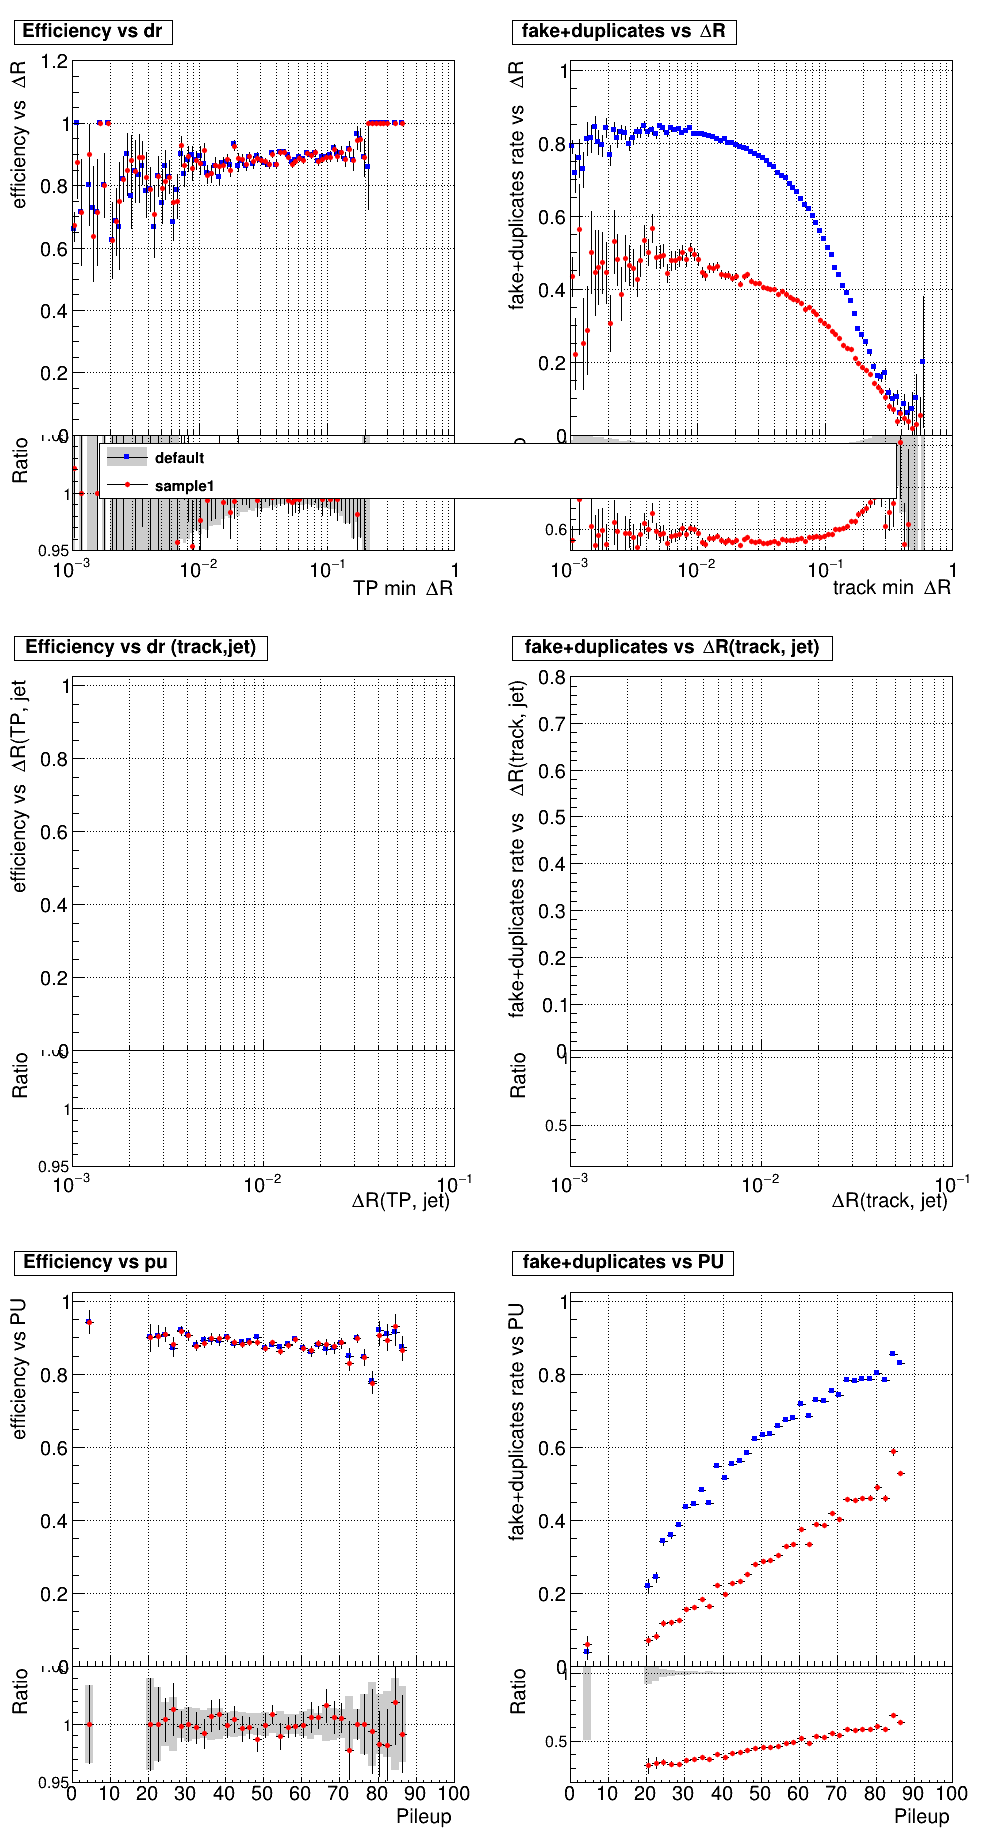 Efficiency vs dr
fake+duplicates vs ΔR
efficiency vs ΔR
1.2
1
0.8
0.6
0.4
0.2
0
fake+duplicates rate vs ΔR
1
0.8
0.6
0.4
0.2
0
Ratio
1
0.95
0.6
default
sample1
10⁻³
10⁻²
10⁻¹
1
TP min ΔR
10⁻³
10⁻²
10⁻¹
1
track min ΔR
Efficiency vs dr (track,jet)
fake+duplicates vs ΔR(track, jet)
efficiency vs ΔR(TP, jet
1
0.8
0.6
0.4
0.2
0
fake+duplicates rate vs ΔR(track, jet)
0.8
0.7
0.6
0.5
0.4
0.3
0.2
0.1
0
Ratio
1
0.95
Ratio
1
0.5
10⁻³
10⁻²
10⁻¹
ΔR(TP, jet)
10⁻³
10⁻²
10⁻¹
ΔR(track, jet)
Efficiency vs pu
fake+duplicates vs PU
efficiency vs PU
1
0.8
0.6
0.4
0.2
0
fake+duplicates rate vs PU
1
0.8
0.6
0.4
0.2
0
Ratio
1
0.95
Ratio
1
0.5
0 10 20 30 40 50 60 70 80 90 100
Pileup
0 10 20 30 40 50 60 70 80 90 100
Pileup